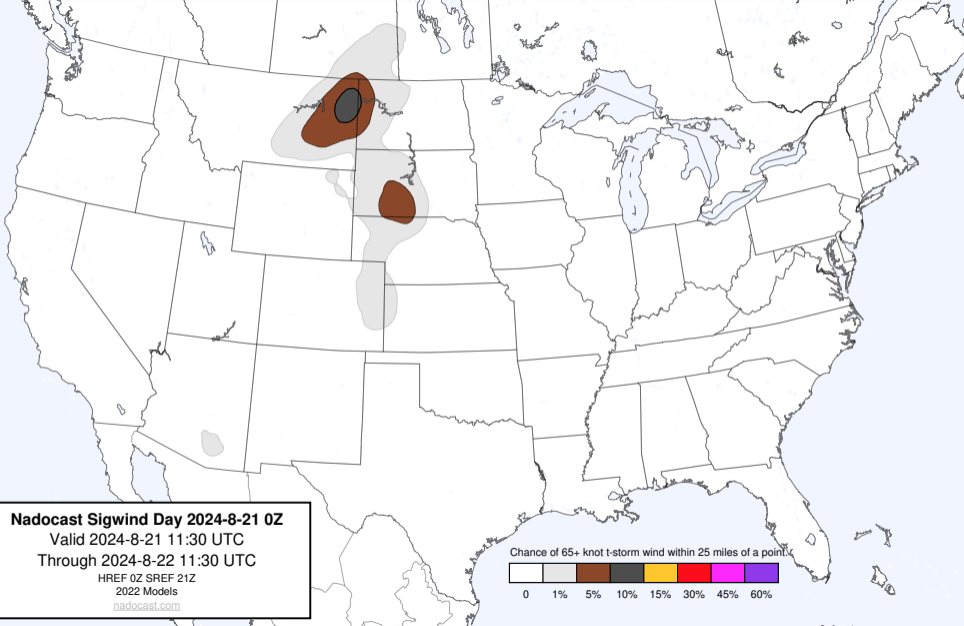 Nadocast Sigwind Day 2024-8-21 0Z
Valid 2024-8-21 11:30 UTC
Through 2024-8-22 11:30 UTC
HREF 0Z SREF 21Z
2022 Models
nadocast.com
Chance of 65+ knot t-storm wind within 25 miles of a point.
0 1% 5% 10% 15% 30% 45% 60%